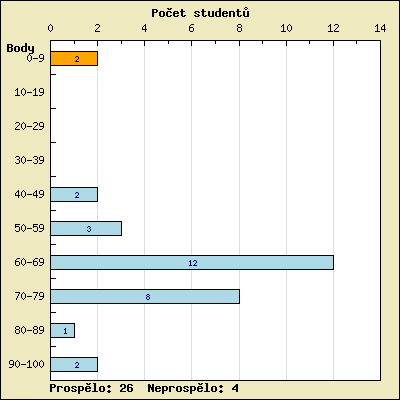 Počet studentů
0 2 4 6 8 10 12 14
Body
0-9 2
10-19
20-29
30-39
40-49 2
50-59 3
60-69 12
70-79 8
80-89 1
90-100 2
Prospělo: 26 Neprospělo: 4